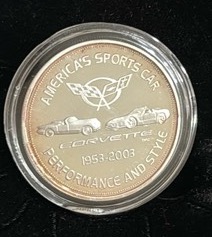 AMERICA'S SPORTS CAR
CORVETTE
1953-2003
PERFORMANCE AND STYLE